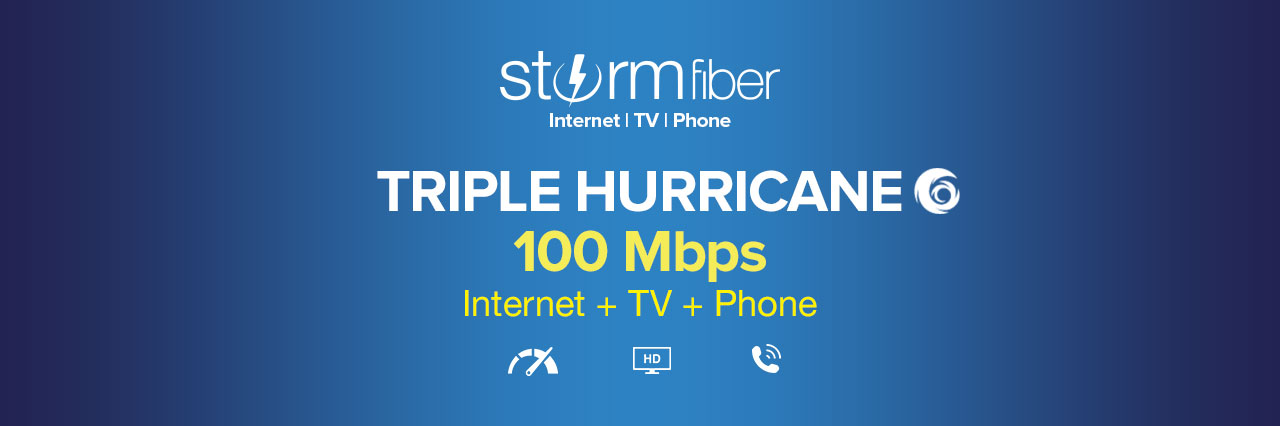 stormfiber
Internet | TV | Phone
TRIPLE HURRICANE
100 Mbps
Internet + TV + Phone
HD